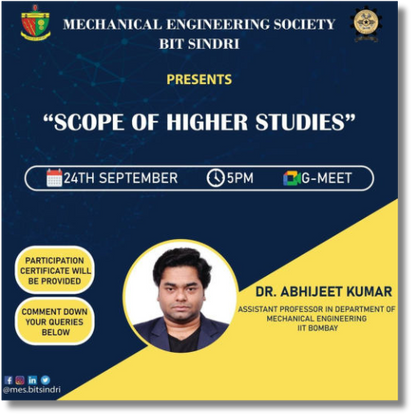 MECHANICAL ENGINEERING SOCIETY
BIT SINDRI
PRESENTS
“SCOPE OF HIGHER STUDIES”
24TH SEPTEMBER 5PM G-MEET
PARTICIPATION
CERTIFICATE WILL
BE PROVIDED
COMMENT DOWN
YOUR QUERIES
BELOW
DR. ABHIJEET KUMAR
ASSISTANT PROFESSOR IN DEPARTMENT OF
MECHANICAL ENGINEERING
IIT BOMBAY
@mes.bitsindri